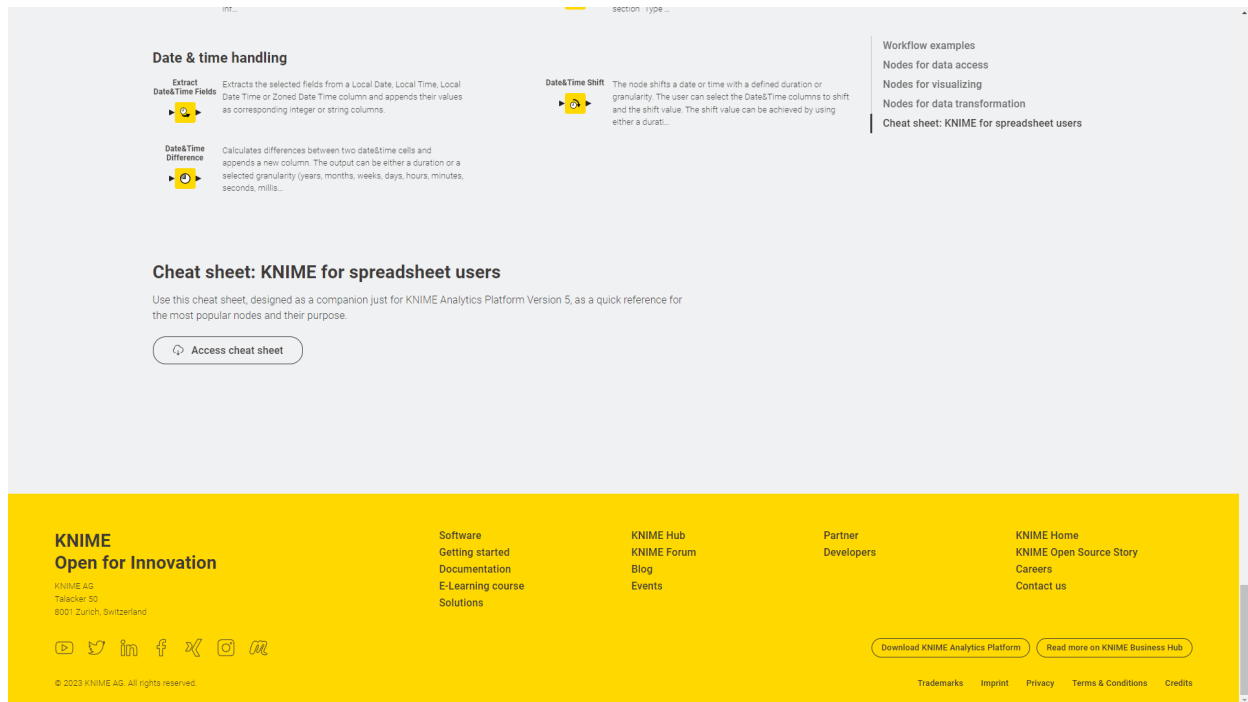 inf...
section "Type ...
Date & time handling
Extract
Date&Time Fields
Extracts the selected fields from a Local Date, Local Time, Local
Date Time or Zoned Date Time column and appends their values
as corresponding integer or string columns.
Date&Time Shift
The node shifts a date or time with a defined duration or
granularity. The user can select the Date&Time columns to shift
and the shift value. The shift value can be achieved by using
either a durati...
Date&Time
Difference
Calculates differences between two date&time cells and
appends a new column. The output can be either a duration or a
selected granularity (years, months, weeks, days, hours, minutes,
seconds, millis...
Workflow examples
Nodes for data access
Nodes for visualizing
Nodes for data transformation
Cheat sheet: KNIME for spreadsheet users
Cheat sheet: KNIME for spreadsheet users
Use this cheat sheet, designed as a companion just for KNIME Analytics Platform Version 5, as a quick reference for
the most popular nodes and their purpose.
Access cheat sheet
KNIME
Open for Innovation
KNIME AG
Talacker 50
8001 Zurich, Switzerland
Software
Getting started
Documentation
E-Learning course
Solutions
KNIME Hub
KNIME Forum
Blog
Events
Partner
Developers
KNIME Home
KNIME Open Source Story
Careers
Contact us
Download KNIME Analytics Platform
Read more on KNIME Business Hub
© 2023 KNIME AG. All rights reserved.
Trademarks
Imprint
Privacy
Terms & Conditions
Credits